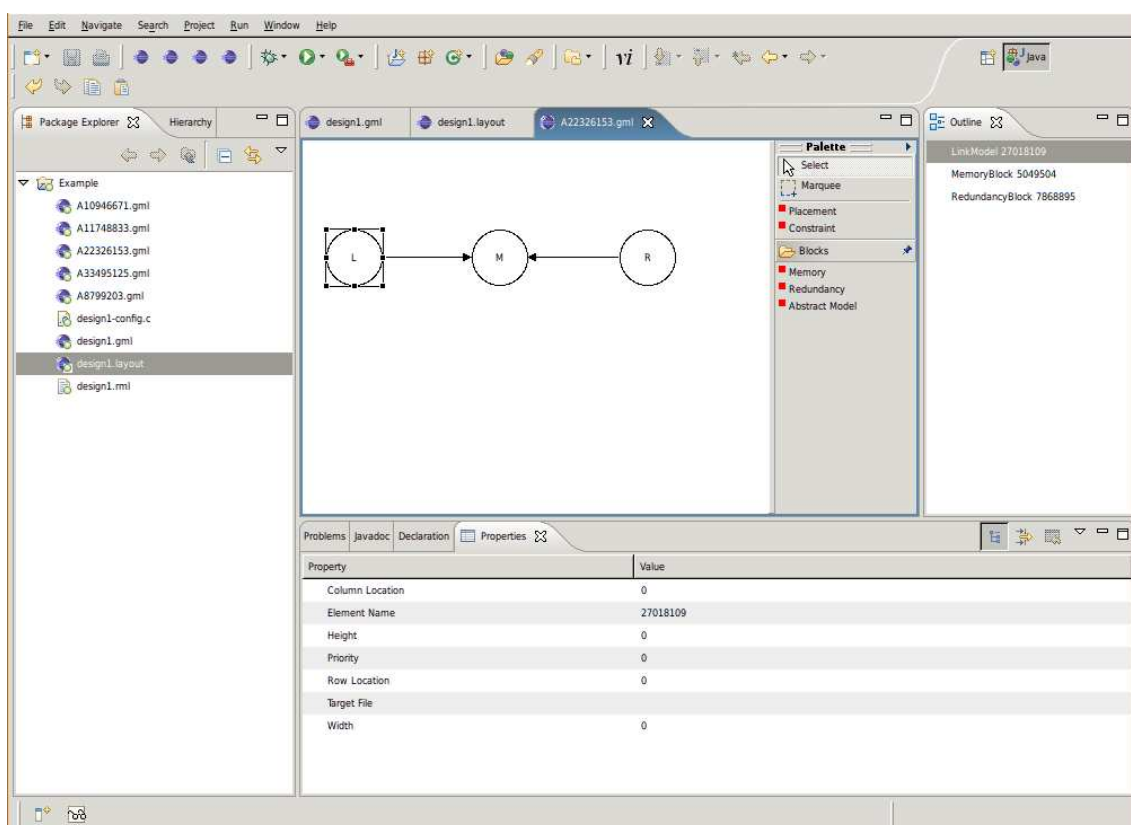 File Edit Navigate Search Project Run Window Help
Java
Package Explorer Hierarchy
design1.gml design1.layout A22326153.gml
Outline
Example
A10946671.gml
A11748833.gml
A22326153.gml
A33495125.gml
A8799203.gml
design1-config.c
design1.gml
design1.layout
design1.rml
L M R
Palette
Select
Marquee
Placement
Constraint
Blocks
Memory
Redundancy
Abstract Model
LinkModel 27018109
MemoryBlock 5049504
RedundancyBlock 7868895
Problems Javadoc Declaration Properties
Property Value
Column Location 0
Element Name 27018109
Height 0
Priority 0
Row Location 0
Target File
Width 0